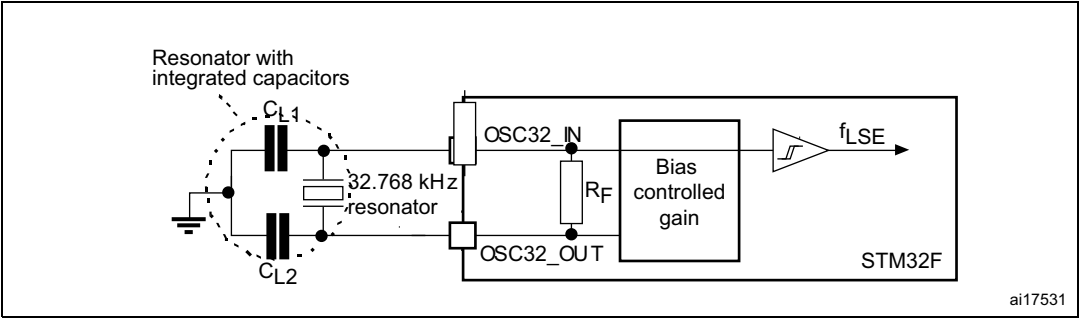 Resonator with
integrated capacitors
CL1
OSC32_IN
fLSE
32.768 kHz
resonator
RF
Bias
controlled
gain
OSC32_OUT
CL2
STM32F
ai17531